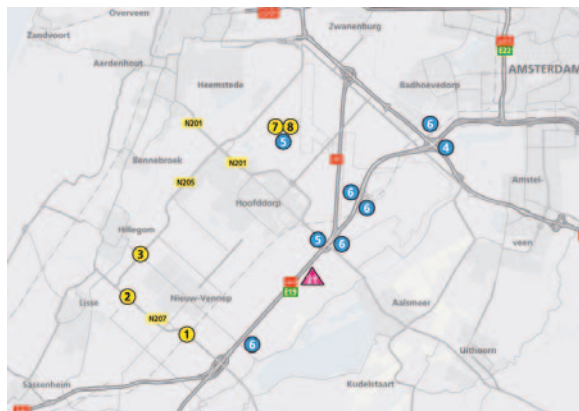 Overveen
Zandvoort
Zwanenburg
E22
AMSTERDAM
Aerdenhout
Heemstede
Badhoevedorp
N201
7 8
6
5
4
Bennebroek
N201
N205
Amstel-
6
Hoofddorp
6
Hillegom
5 6
veen
3
E19
2
Lisse
Nieuw-Vennep
Aalsmeer
N207
1
6
Uithoorn
Sassenheim
Kudelstaart